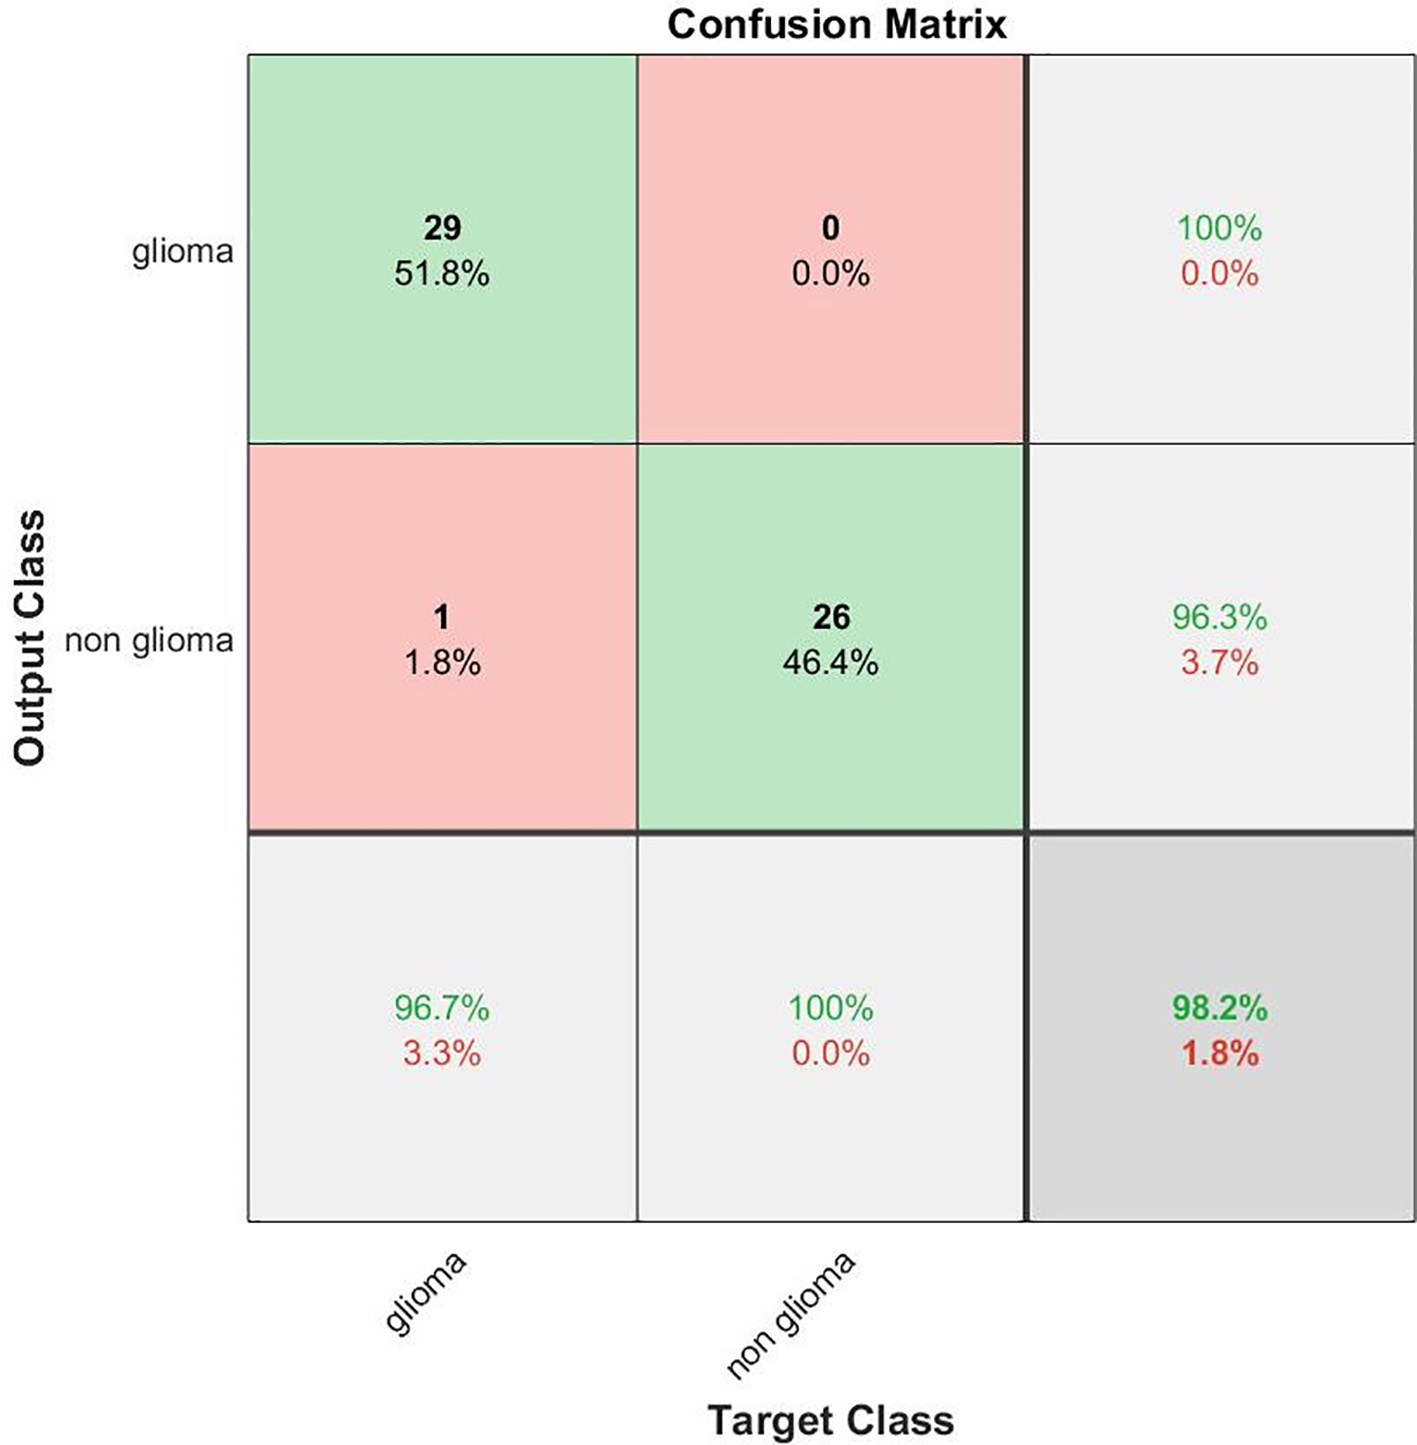 Confusion Matrix
29
51.8%
0
0.0%
100%
0.0%
glioma
1
1.8%
26
46.4%
96.3%
3.7%
non glioma
Output Class
96.7%
3.3%
100%
0.0%
98.2%
1.8%
glioma
non glioma
Target Class